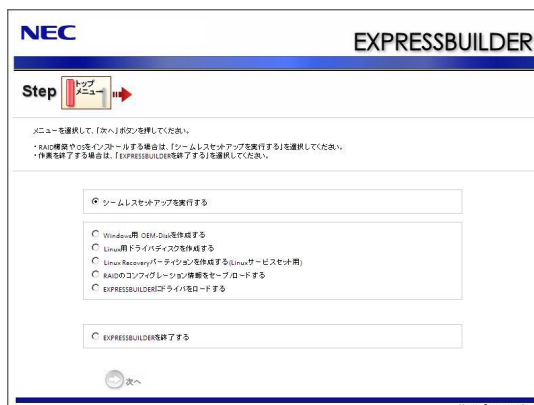 NEC
EXPRESSBUILDER
Step トップ
メニュー
メニューを選択して、「次へ」ボタンを押してください。
・RAID構築やOSをインストールする場合は、「シームレスセットアップを実行する」を選択してください。
・作業を終了する場合は、「EXPRESSBUILDERを終了する」を選択してください。
シームレスセットアップを実行する
Windows用 OEM-Diskを作成する
Linux用ドライバディスクを作成する
Linux Recoveryパーティションを作成する(Linuxサービスセット用)
RAIDのコンフィグレーション情報をセーブ/ロードする
EXPRESSBUILDERにドライバをロードする
EXPRESSBUILDERを終了する
次へ